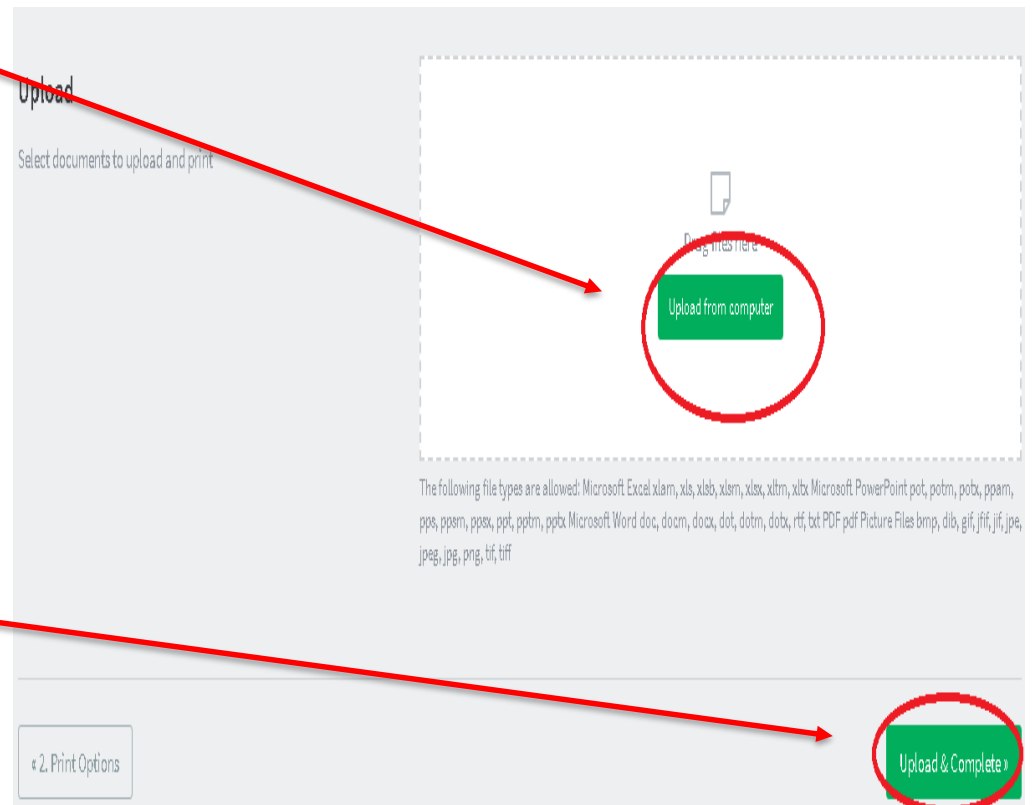 Upload
Select documents to upload and print
Drag files here
Upload from computer
The following file types are allowed: Microsoft Excel xlam, xls, xlsb, xlsm, xlsx, xltm, xltx Microsoft PowerPoint pot, potm, potx, ppam,
pps, ppsm, ppsx, ppt, pptm, pptx Microsoft Word doc, docm, docx, dot, dotm, dotx, rtf, txt PDF pdf Picture Files bmp, dib, gif, jfif, jif, jpe,
jpeg, jpg, png, tif, tiff
« 2. Print Options
Upload & Complete »